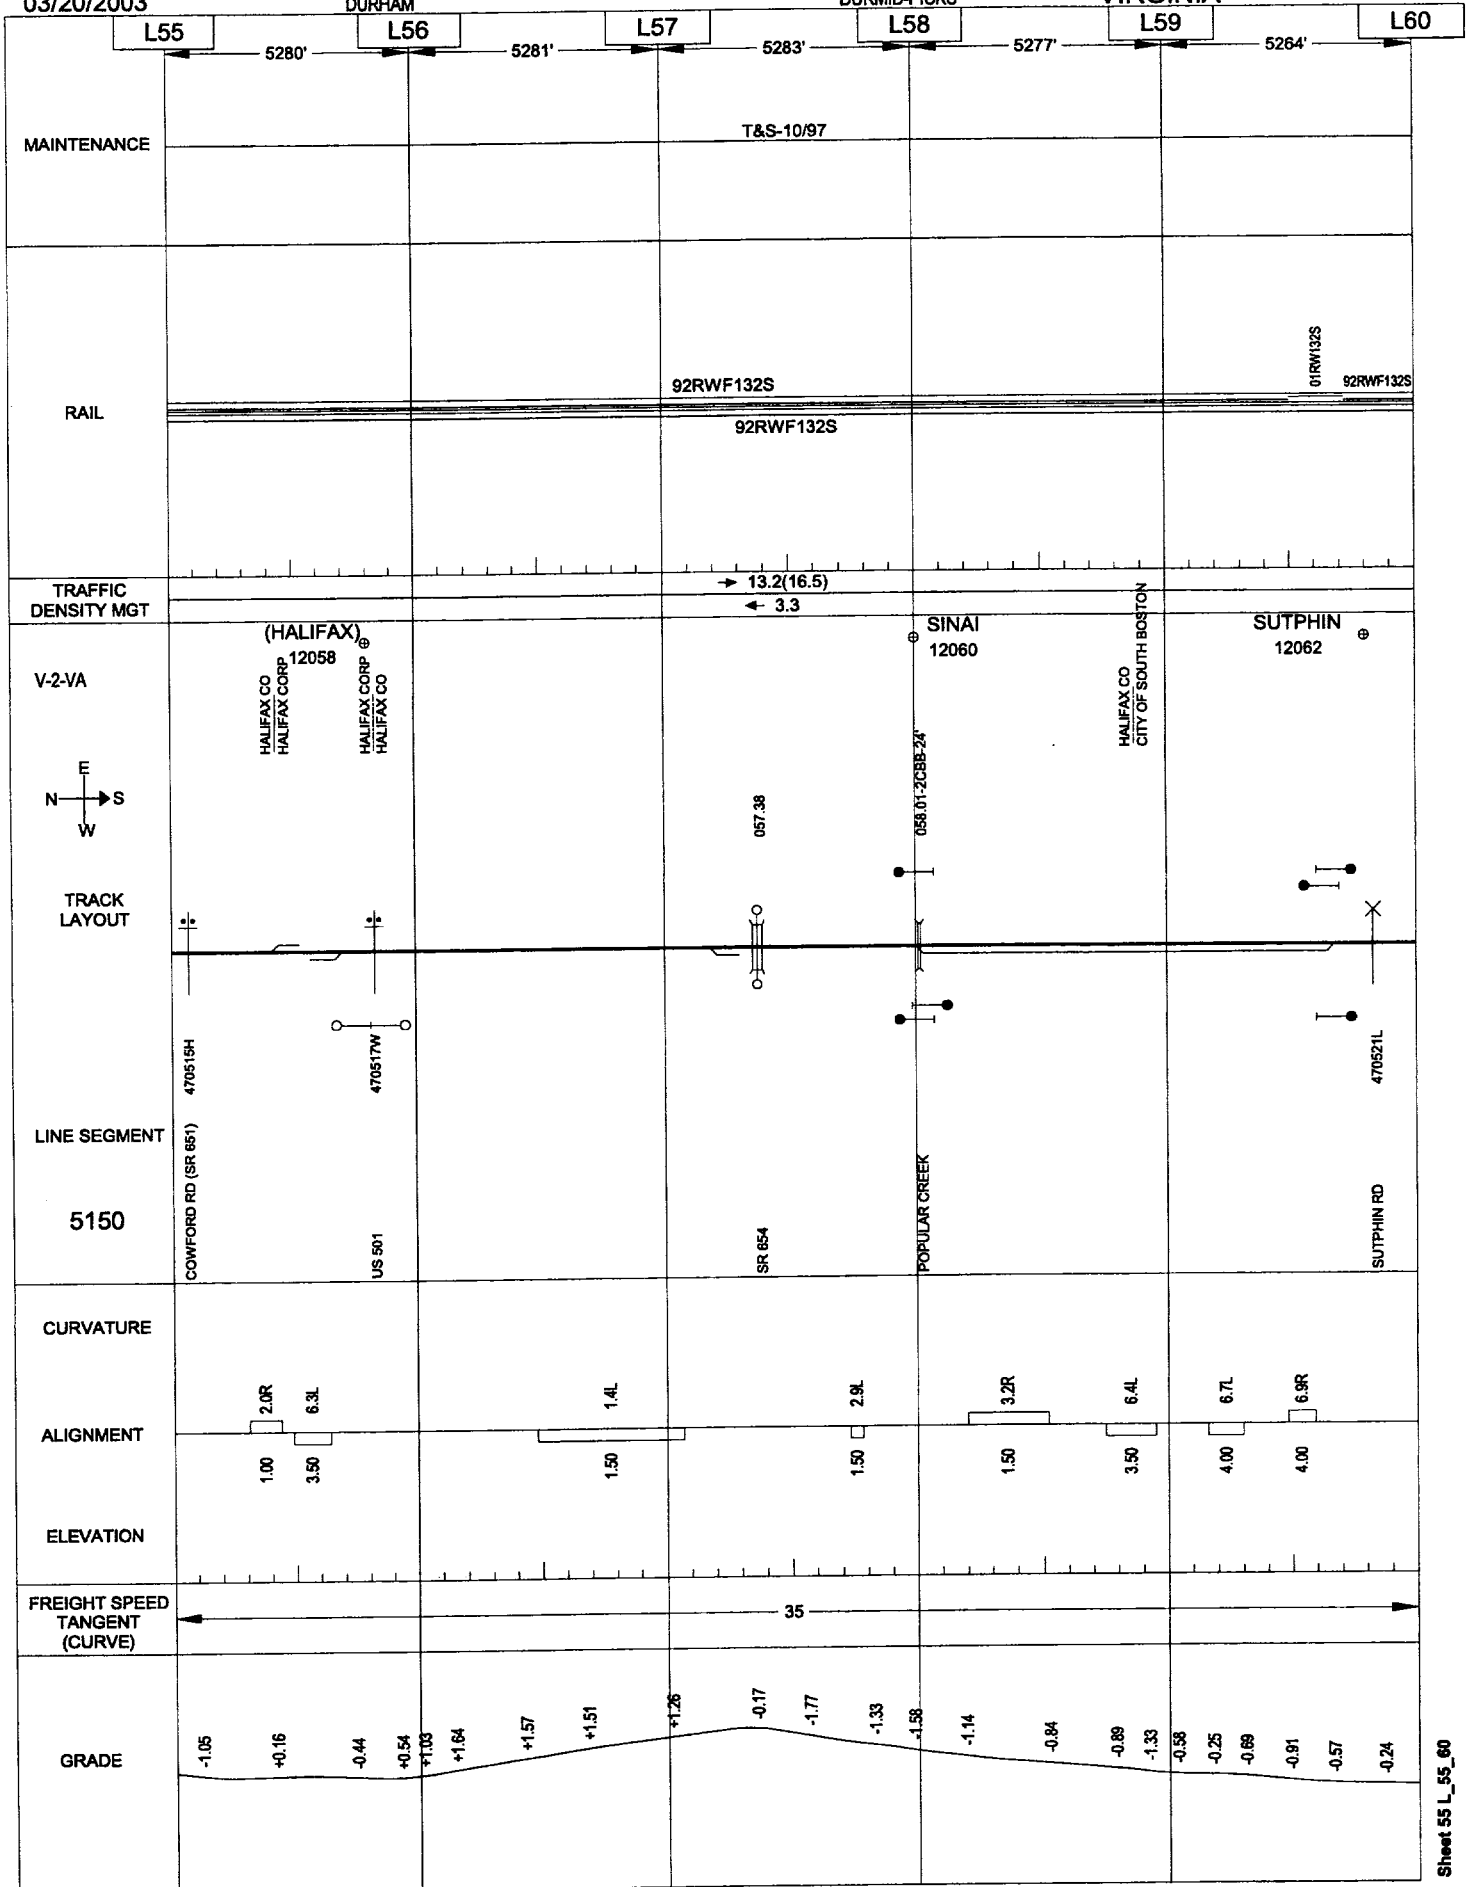 03/20/2003
DURHAM
VIRGINIA
L55
L56
L57
L58
L59
L60
5280'
5281'
5283'
5277'
5264'
MAINTENANCE
T&S-10/97
RAIL
92RWF132S
92RWF132S
01RW132S
92RWF132S
TRAFFIC
DENSITY MGT
13.2(16.5)
3.3
V-2-VA
(HALIFAX)
12058
HALIFAX CO
HALIFAX CORP
HALIFAX CORP
HALIFAX CO
SINAI
12060
HALIFAX CO
CITY OF SOUTH BOSTON
SUTPHIN
12062
E
N
S
W
057.38
058.01-2CBB-24'
TRACK
LAYOUT
470515H
470517W
470521L
LINE SEGMENT
5150
COWFORD RD (SR 651)
US 501
SR 654
POPULAR CREEK
SUTPHIN RD
CURVATURE
2.0R
6.3L
1.4L
2.9L
3.2R
6.4L
6.7L
6.9R
ALIGNMENT
1.00
3.50
1.50
1.50
1.50
3.50
4.00
4.00
ELEVATION
FREIGHT SPEED
TANGENT
(CURVE)
35
GRADE
-1.05
+0.16
-0.44
+0.54
+1.03
+1.64
+1.57
+1.51
+1.26
-0.17
-1.77
-1.33
-1.58
-1.14
-0.84
-0.89
-1.33
-0.58
-0.25
-0.69
-0.91
-0.57
-0.24
Sheet 55 L_55_60